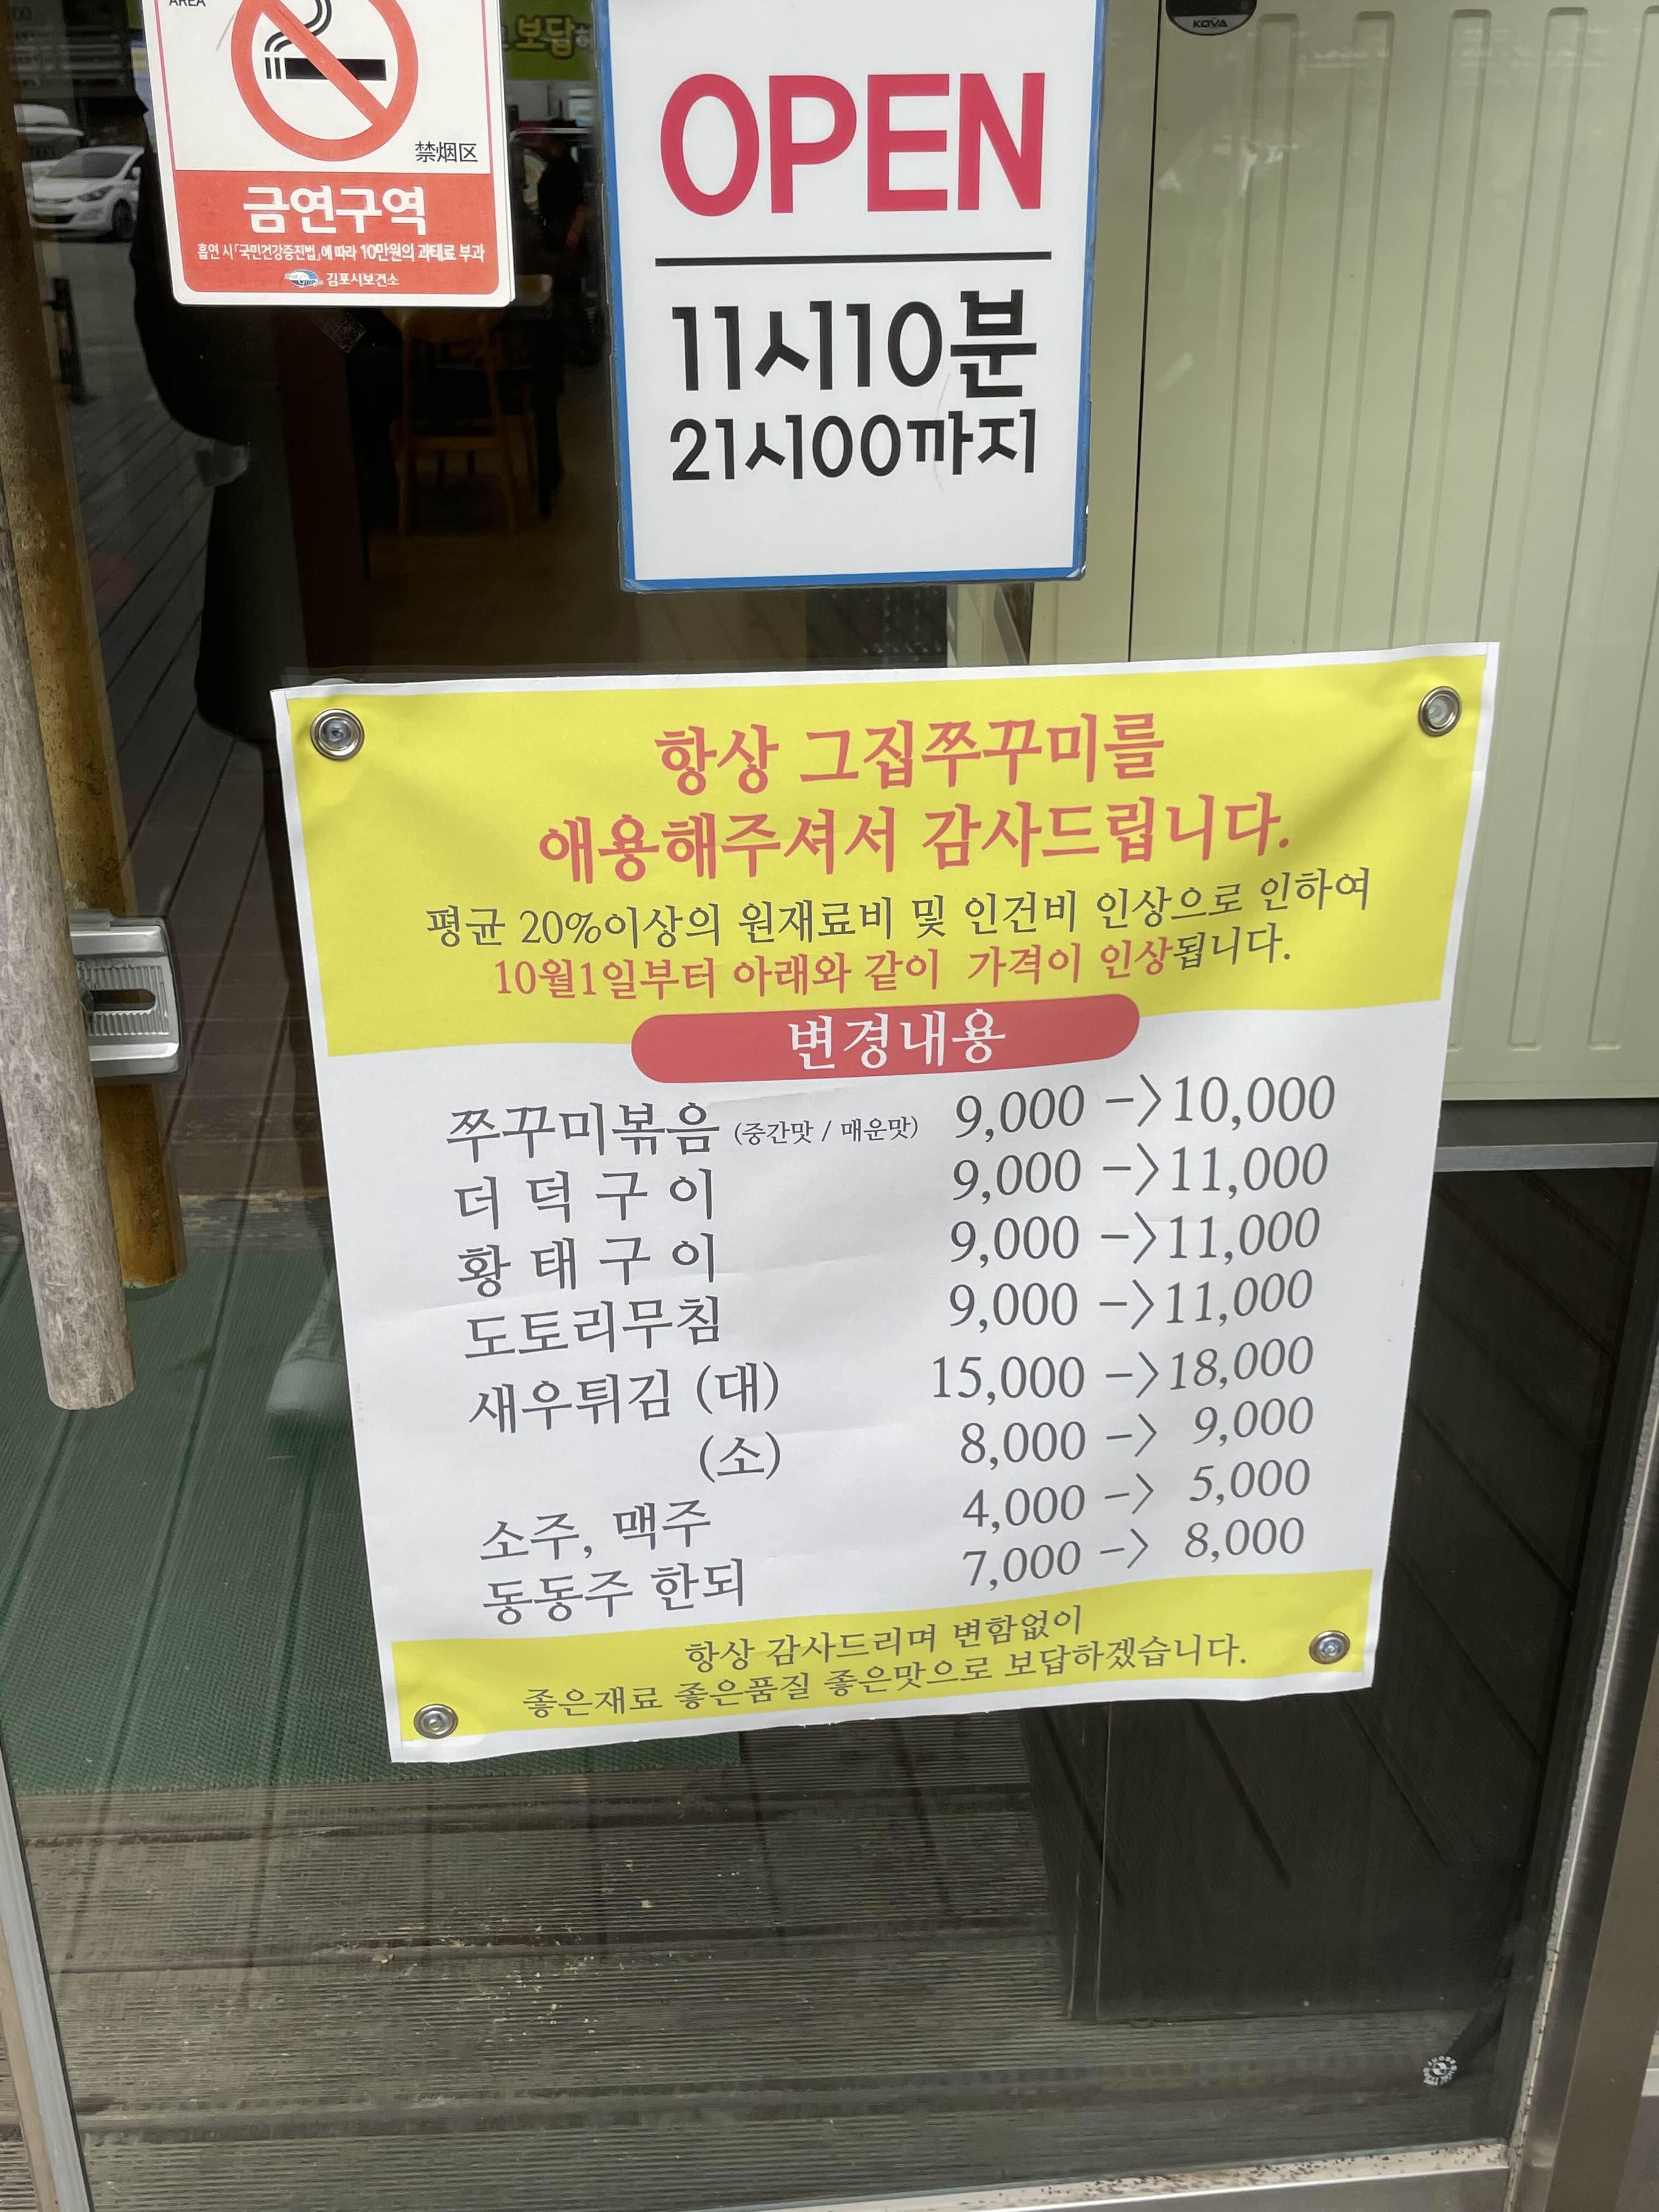 AREA
禁烟区
금연구역
흡연 시 「국민건강증진법」에 따라 10만원의 과태료 부과
김포시보건소
보답
KOVA
OPEN
11시10분
21시00까지
항상 그집쭈꾸미를
애용해주셔서 감사드립니다.
평균 20%이상의 원재료비 및 인건비 인상으로 인하여
10월1일부터 아래와 같이 가격이 인상됩니다.
변경내용
쭈꾸미볶음 (중간맛 / 매운맛) 9,000 -> 10,000
더덕구이 9,000 -> 11,000
황태구이 9,000 -> 11,000
도토리무침 9,000 -> 11,000
새우튀김 (대) 15,000 -> 18,000
(소) 8,000 -> 9,000
소주, 맥주 4,000 -> 5,000
동동주 한되 7,000 -> 8,000
항상 감사드리며 변함없이
좋은재료 좋은품질 좋은맛으로 보답하겠습니다.